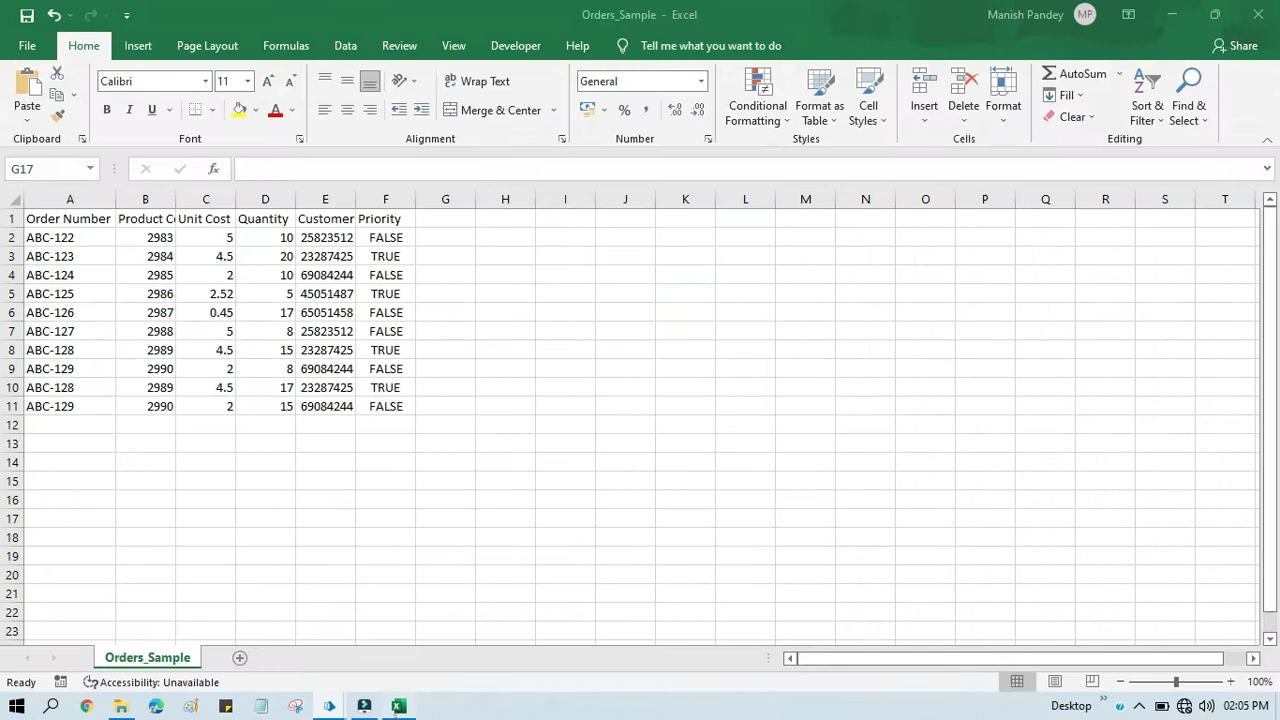 Orders_Sample - Excel
Manish Pandey MP
File Home Insert Page Layout Formulas Data Review View Developer Help Tell me what you want to do Share
Paste
Clipboard
Calibri 11
B I U A
Font
Wrap Text
Merge & Center
Alignment
General
%
Number
Conditional Formatting
Format as Table
Cell Styles
Styles
Insert Delete Format
Cells
AutoSum
Fill
Clear
Sort & Filter
Find & Select
Editing
G17 fx
A B C D E F G H I J K L M N O P Q R S T
1 Order Number Product Co Unit Cost Quantity Customer Priority
2 ABC-122 2983 5 10 25823512 FALSE
3 ABC-123 2984 4.5 20 23287425 TRUE
4 ABC-124 2985 2 10 69084244 FALSE
5 ABC-125 2986 2.52 5 45051487 TRUE
6 ABC-126 2987 0.45 17 65051458 FALSE
7 ABC-127 2988 5 8 25823512 FALSE
8 ABC-128 2989 4.5 15 23287425 TRUE
9 ABC-129 2990 2 8 69084244 FALSE
10 ABC-128 2989 4.5 17 23287425 TRUE
11 ABC-129 2990 2 15 69084244 FALSE
12
13
14
15
16
17
18
19
20
21
22
23
Orders_Sample
Ready Accessibility: Unavailable 100%
Desktop 02:05 PM